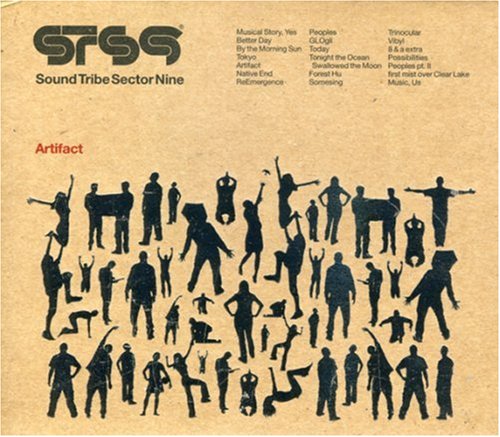 STS9
Sound Tribe Sector Nine
Musical Story, Yes
Better Day
By the Morning Sun
Tokyo
Artifact
Native End
ReEmergence
Peoples
GLOgli
Today
Tonight the Ocean
Swallowed the Moon
Forest Hu
Somesing
Trinocular
Vibyl
8 & a extra
Possibilities
Peoples pt. II
first mist over Clear Lake
Music, Us
Artifact